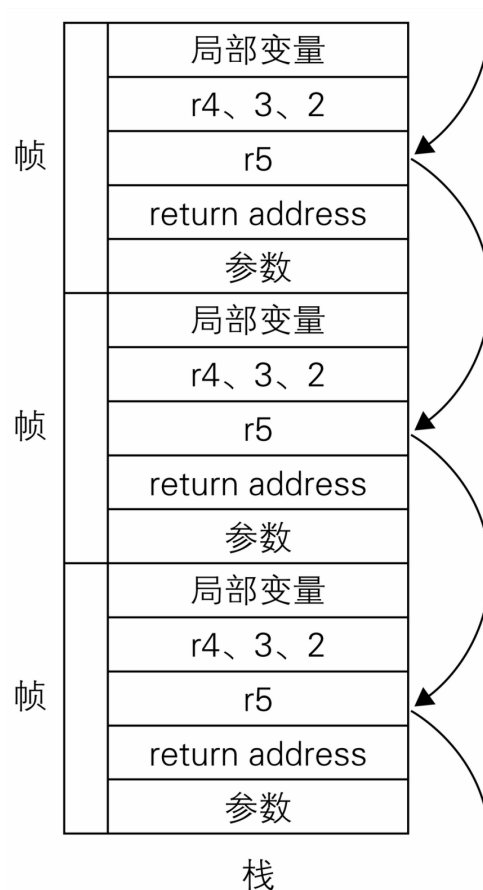 局部变量
r4、3、2
帧
r5
return address
参数
局部变量
r4、3、2
帧
r5
return address
参数
局部变量
r4、3、2
帧
r5
return address
参数
栈